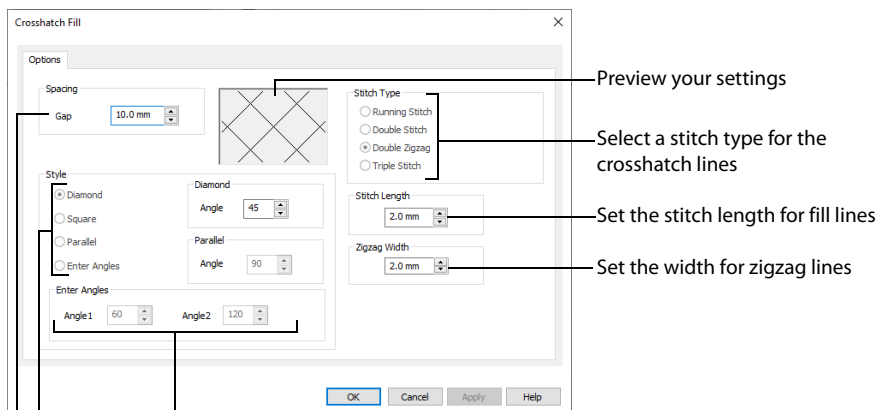 Crosshatch Fill
Options
Spacing
Gap 10.0 mm
Stitch Type
Running Stitch
Double Stitch
Double Zigzag
Triple Stitch
Style
Diamond
Square
Parallel
Enter Angles
Diamond
Angle 45
Parallel
Angle 90
Enter Angles
Angle1 60 Angle2 120
Stitch Length
2.0 mm
Zigzag Width
2.0 mm
OK Cancel Apply Help
Preview your settings
Select a stitch type for the
crosshatch lines
Set the stitch length for fill lines
Set the width for zigzag lines